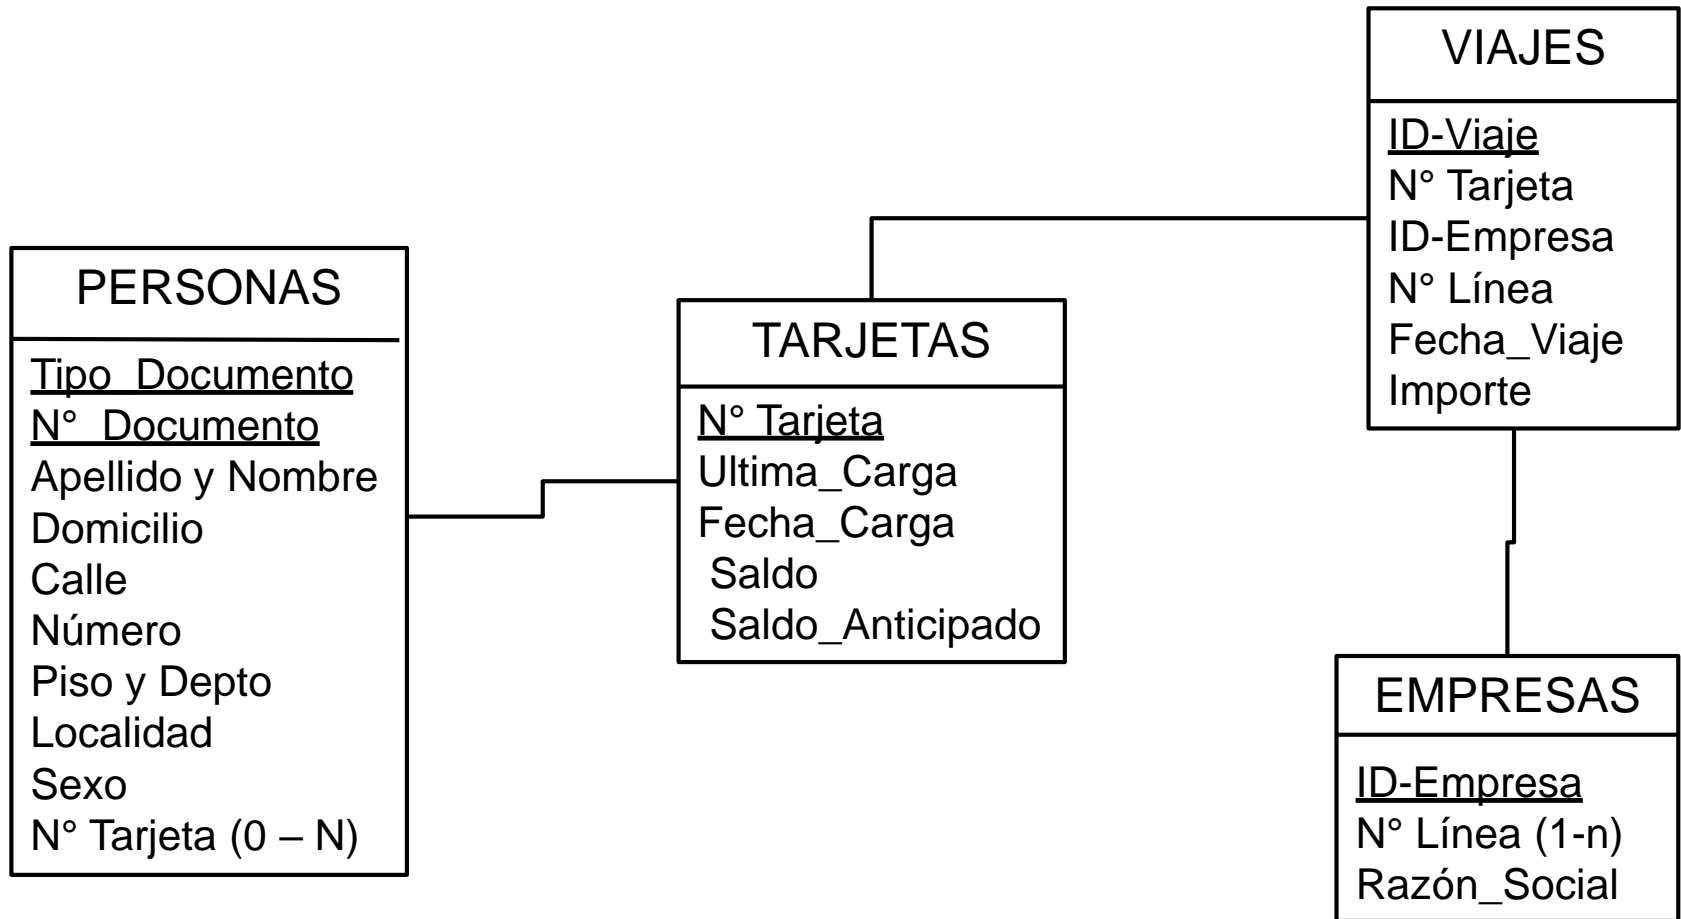 VIAJES
ID-Viaje
N° Tarjeta
ID-Empresa
N° Línea
Fecha_Viaje
Importe
PERSONAS
Tipo_Documento
N°_Documento
Apellido y Nombre
Domicilio
Calle
Número
Piso y Depto
Localidad
Sexo
N° Tarjeta (0 – N)
TARJETAS
N° Tarjeta
Ultima_Carga
Fecha_Carga
Saldo
Saldo_Anticipado
EMPRESAS
ID-Empresa
N° Línea (1-n)
Razón_Social